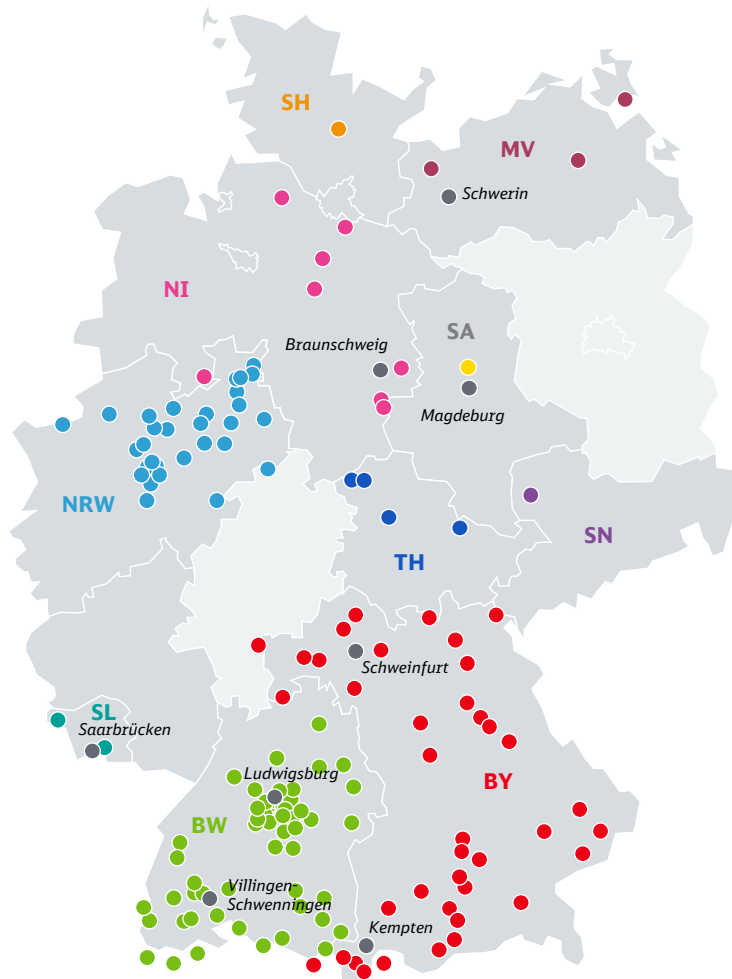 SH
MV
Schwerin
NI
SA
Braunschweig
Magdeburg
NRW
SN
TH
Schweinfurt
SL
Saarbrücken
Ludwigsburg
BY
BW
Villingen-
Schwenningen
Kempten